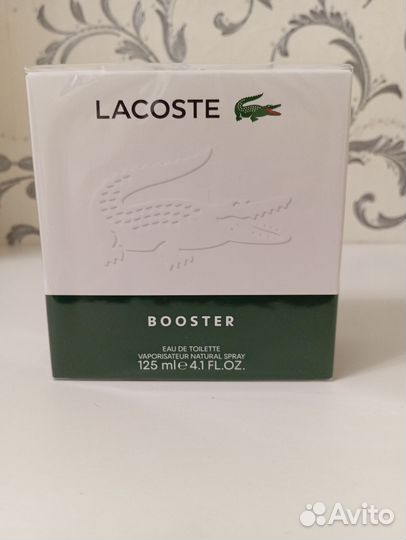 LACOSTE
BOOSTER
EAU DE TOILETTE
VAPORISATEUR NATURAL SPRAY
125 ml e 4.1 FL.OZ.
Avito